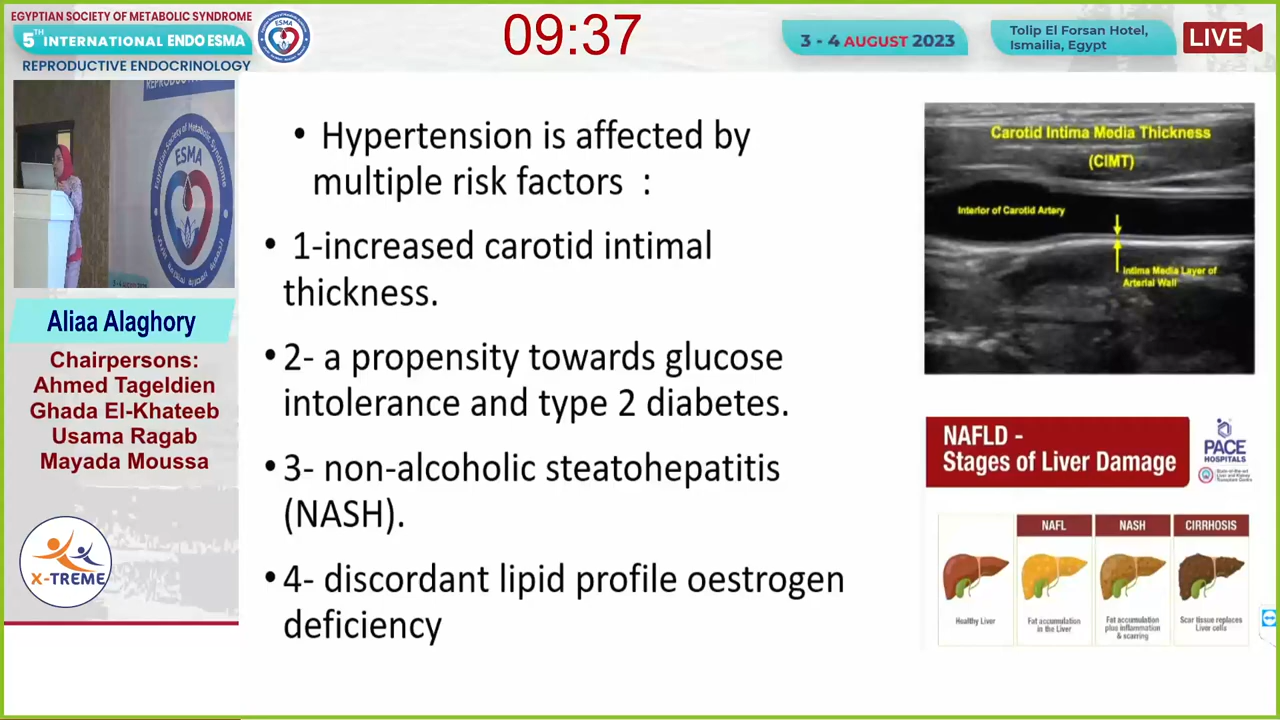 EGYPTIAN SOCIETY OF METABOLIC SYNDROME
5TH INTERNATIONAL ENDO ESMA
REPRODUCTIVE ENDOCRINOLOGY
09:37
3 - 4 AUGUST 2023
Tolip El Forsan Hotel,
Ismailia, Egypt
LIVE
ESMA
Aliaa Alaghory
Chairpersons:
Ahmed Tageldien
Ghada El-Khateeb
Usama Ragab
Mayada Moussa
X-TREME
• Hypertension is affected by
multiple risk factors :
• 1-increased carotid intimal
thickness.
• 2- a propensity towards glucose
intolerance and type 2 diabetes.
• 3- non-alcoholic steatohepatitis
(NASH).
• 4- discordant lipid profile oestrogen
deficiency
Carotid Intima Media Thickness
(CIMT)
Interior of Carotid Artery
Intima Media Layer of
Arterial Wall
NAFLD -
Stages of Liver Damage
PACE
HOSPITALS
NAFL
NASH
CIRRHOSIS
Healthy Liver
Fat accumulation
in the Liver
Fat accumulation
plus inflammation
& scarring
Scar tissue replaces
Liver cells